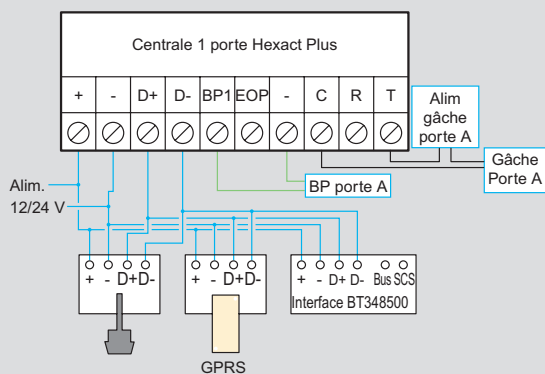 Centrale 1 porte Hexact Plus
+ - D+ D- BP1 EOP - C R T
Alim
gâche
porte A
Gâche
Porte A
BP porte A
Alim.
12/24 V
+ - D+ D-
+ - D+ D-
+ - D+ D- Bus SCS
Interface BT348500
GPRS